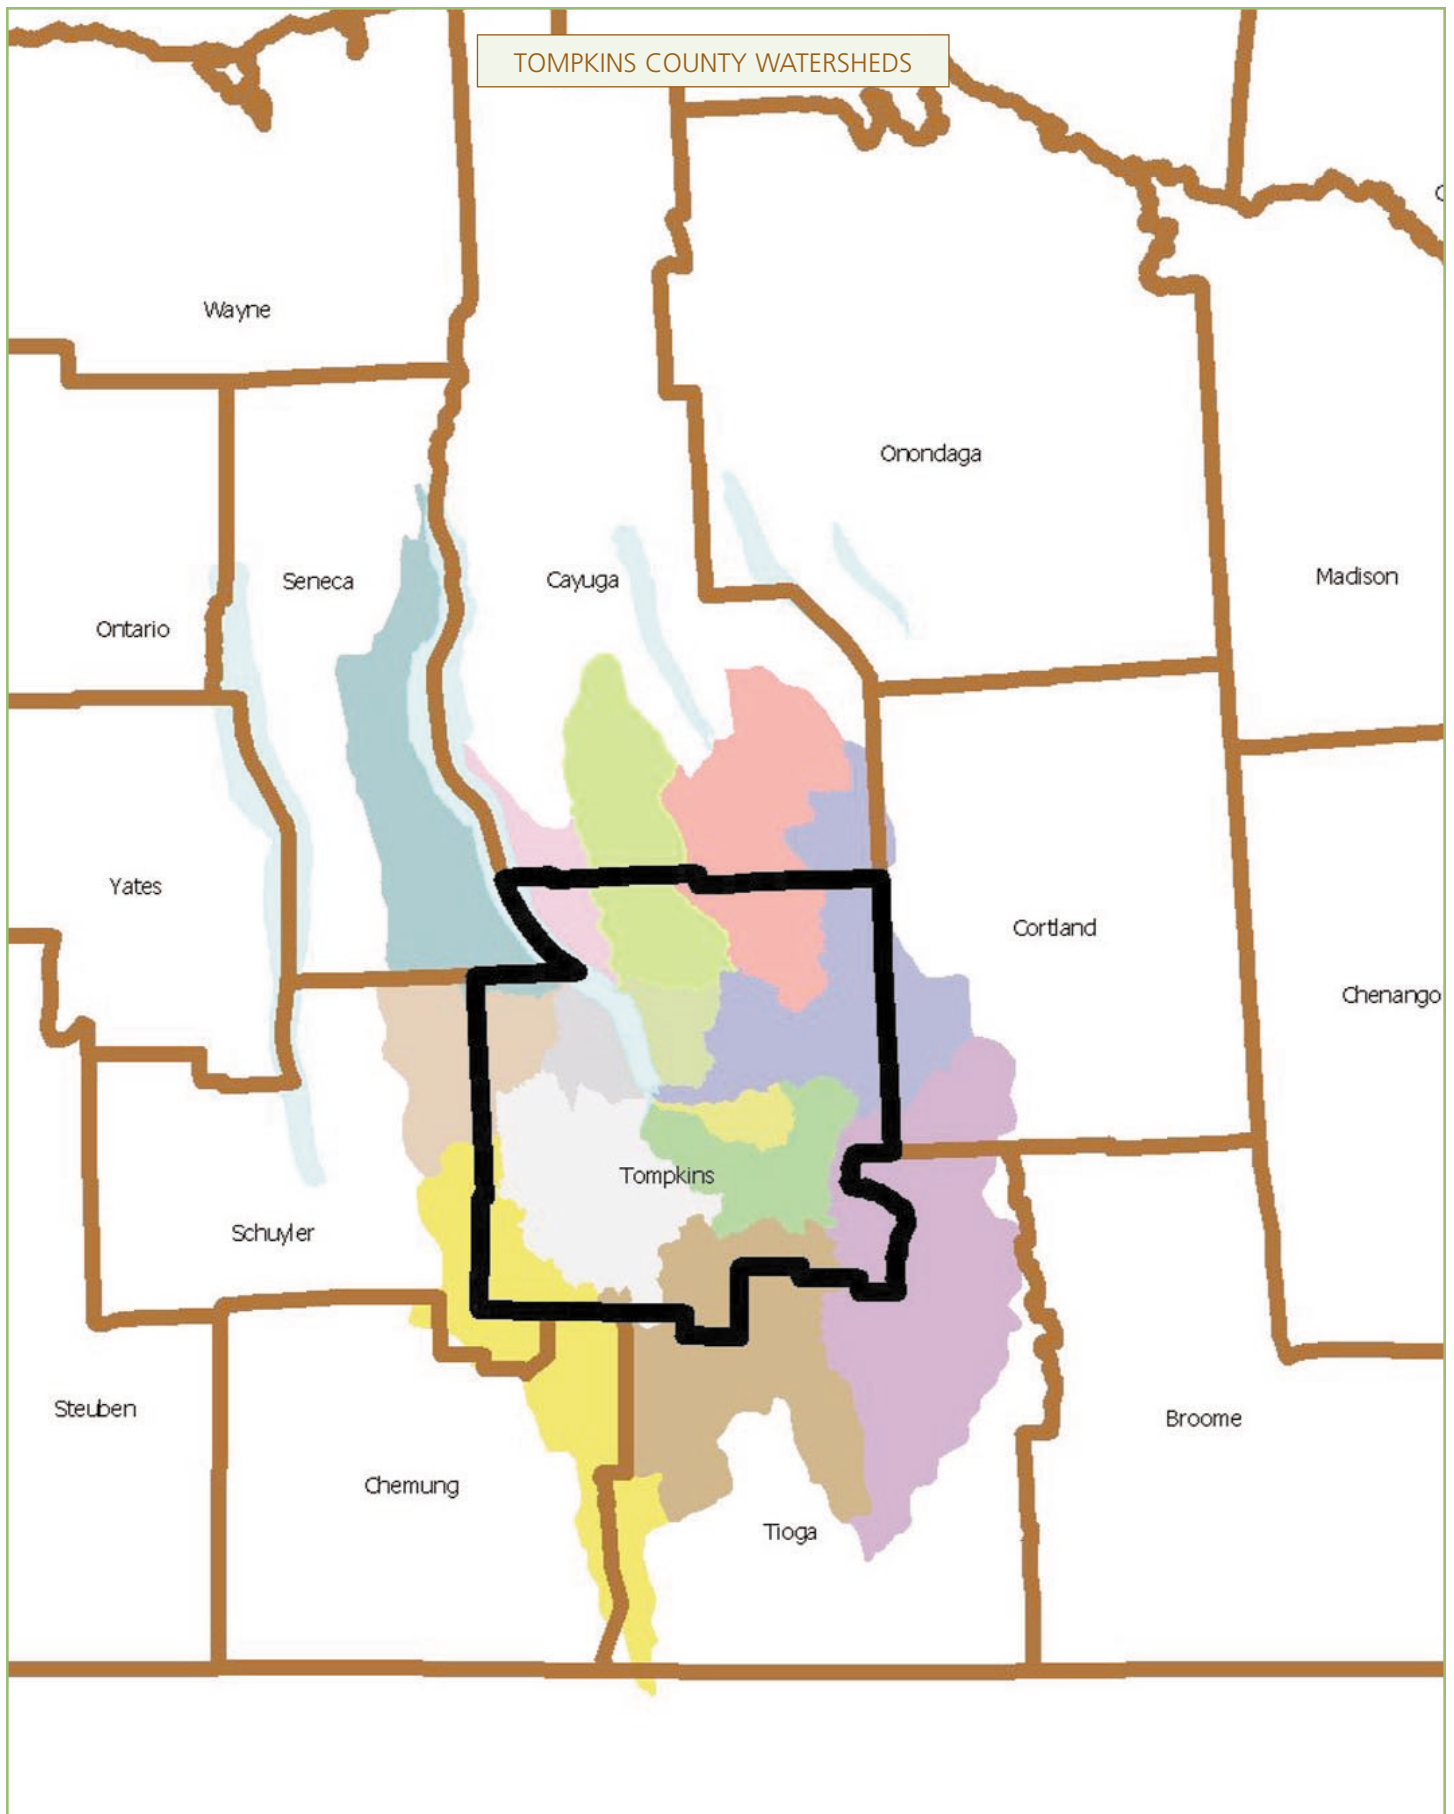 TOMPKINS COUNTY WATERSHEDS
Wayne
Onondaga
Seneca
Cayuga
Madison
Ontario
Yates
Cortland
Chenango
Tompkins
Schuyler
Steuben
Broome
Chemung
Tioga